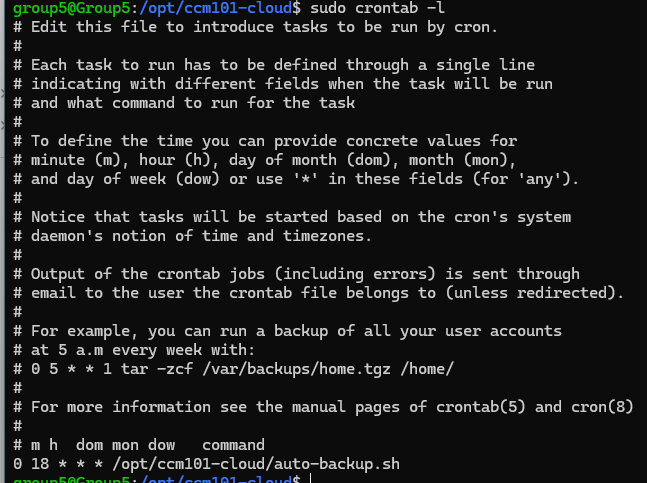 group5@Group5:/opt/ccm101-cloud$ sudo crontab -l
# Edit this file to introduce tasks to be run by cron.
#
# Each task to run has to be defined through a single line
# indicating with different fields when the task will be run
# and what command to run for the task
#
# To define the time you can provide concrete values for
# minute (m), hour (h), day of month (dom), month (mon),
# and day of week (dow) or use '*' in these fields (for 'any').
#
# Notice that tasks will be started based on the cron's system
# daemon's notion of time and timezones.
#
# Output of the crontab jobs (including errors) is sent through
# email to the user the crontab file belongs to (unless redirected).
#
# For example, you can run a backup of all your user accounts
# at 5 a.m every week with:
# 0 5 * * 1 tar -zcf /var/backups/home.tgz /home/
#
# For more information see the manual pages of crontab(5) and cron(8)
#
# m h  dom mon dow   command
0 18 * * * /opt/ccm101-cloud/auto-backup.sh
group5@Group5:/opt/ccm101-cloud$